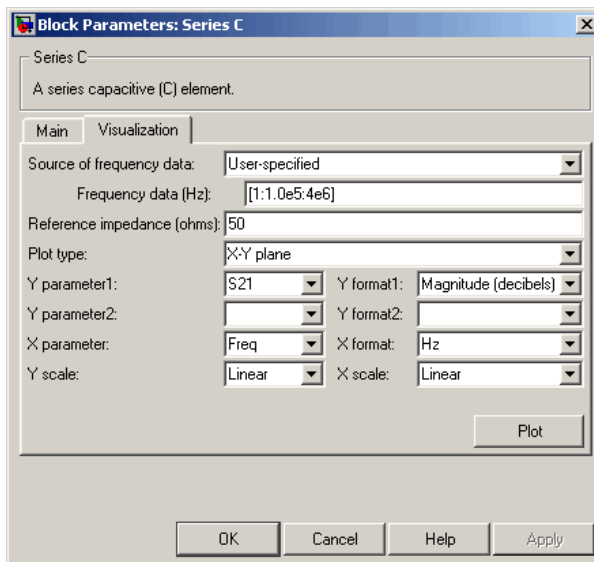 Block Parameters: Series C
Series C
A series capacitive (C) element.
Main Visualization
Source of frequency data: User-specified
Frequency data (Hz): [1:1.0e5:4e6]
Reference impedance (ohms): 50
Plot type: X-Y plane
Y parameter1: S21 Y format1: Magnitude (decibels)
Y parameter2: Y format2:
X parameter: Freq X format: Hz
Y scale: Linear X scale: Linear
Plot
OK Cancel Help Apply